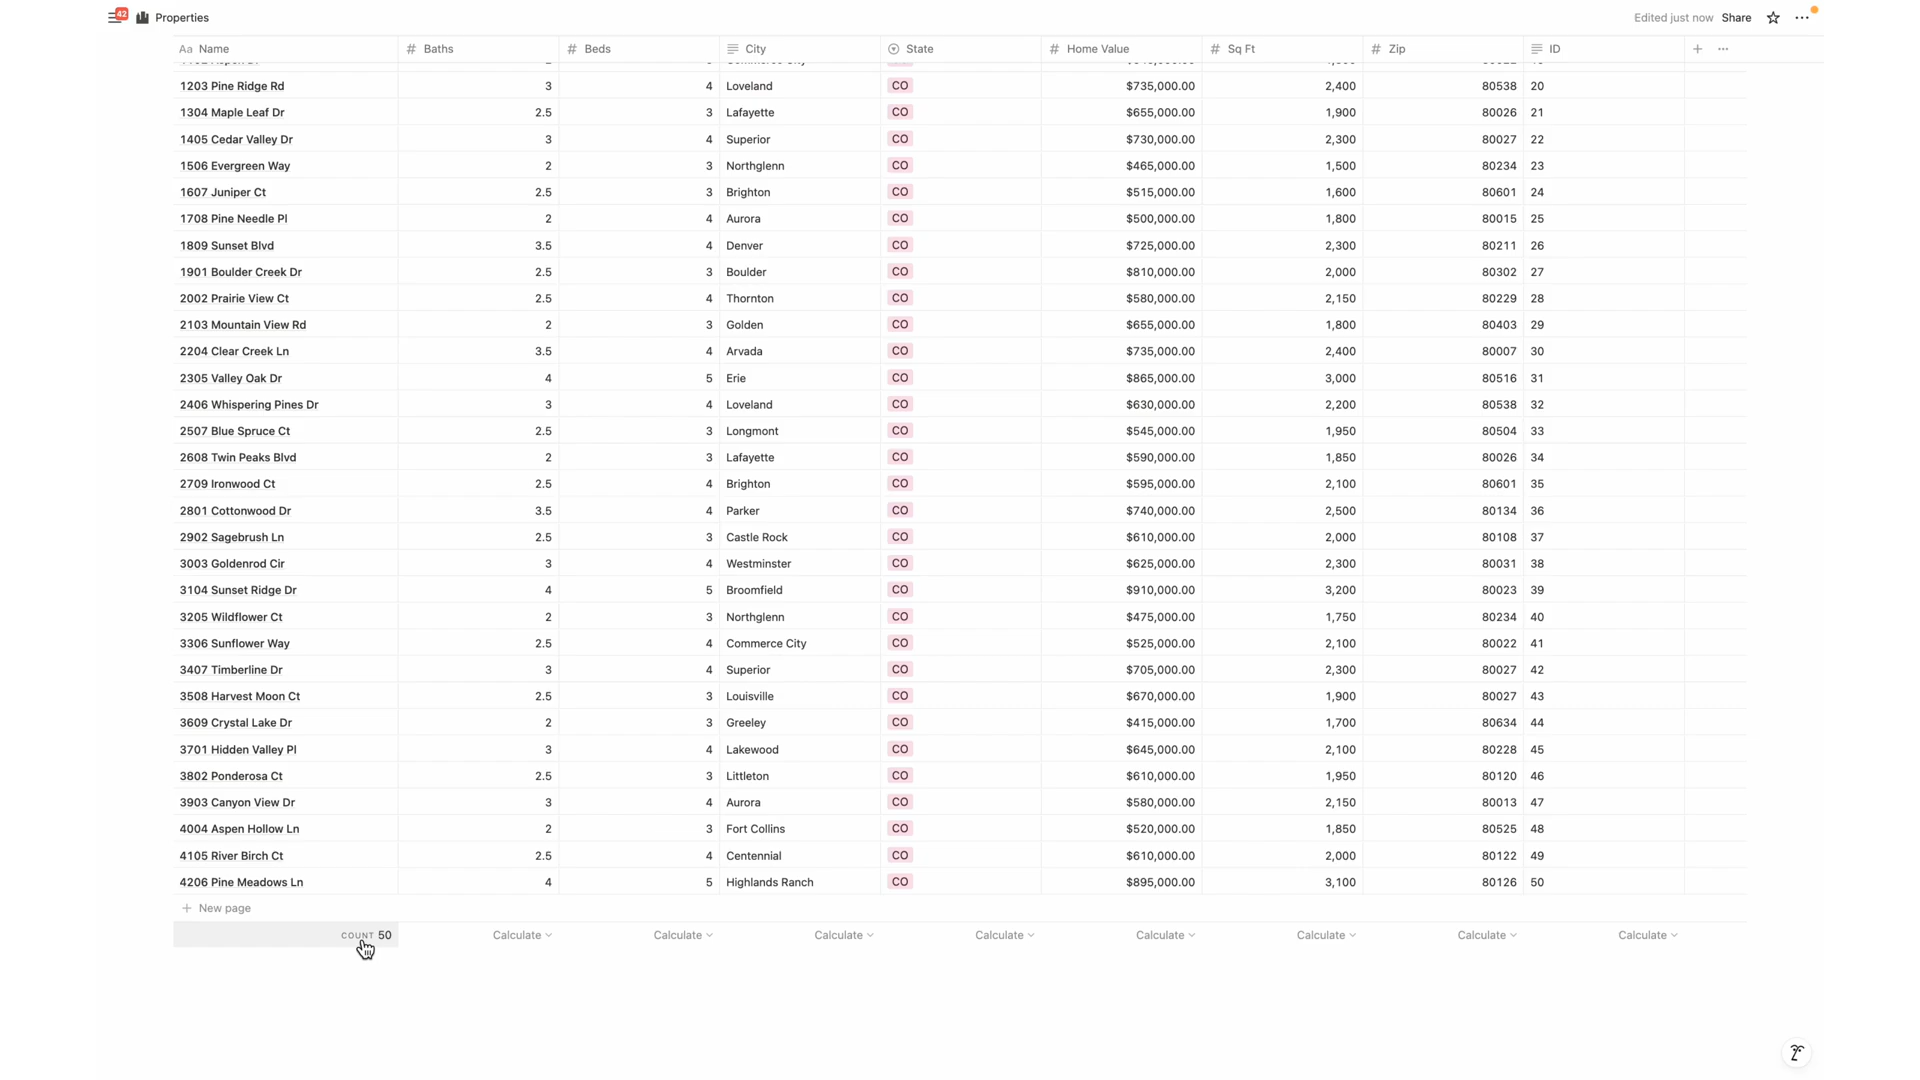 42 Properties Edited just now Share
Aa Name # Baths # Beds City State # Home Value # Sq Ft # Zip ID
1203 Pine Ridge Rd 3 4 Loveland CO $735,000.00 2,400 80538 20
1304 Maple Leaf Dr 2.5 3 Lafayette CO $655,000.00 1,900 80026 21
1405 Cedar Valley Dr 3 4 Superior CO $730,000.00 2,300 80027 22
1506 Evergreen Way 2 3 Northglenn CO $465,000.00 1,500 80234 23
1607 Juniper Ct 2.5 3 Brighton CO $515,000.00 1,600 80601 24
1708 Pine Needle Pl 2 4 Aurora CO $500,000.00 1,800 80015 25
1809 Sunset Blvd 3.5 4 Denver CO $725,000.00 2,300 80211 26
1901 Boulder Creek Dr 2.5 3 Boulder CO $810,000.00 2,000 80302 27
2002 Prairie View Ct 2.5 4 Thornton CO $580,000.00 2,150 80229 28
2103 Mountain View Rd 2 3 Golden CO $655,000.00 1,800 80403 29
2204 Clear Creek Ln 3.5 4 Arvada CO $735,000.00 2,400 80007 30
2305 Valley Oak Dr 4 5 Erie CO $865,000.00 3,000 80516 31
2406 Whispering Pines Dr 3 4 Loveland CO $630,000.00 2,200 80538 32
2507 Blue Spruce Ct 2.5 3 Longmont CO $545,000.00 1,950 80504 33
2608 Twin Peaks Blvd 2 3 Lafayette CO $590,000.00 1,850 80026 34
2709 Ironwood Ct 2.5 4 Brighton CO $595,000.00 2,100 80601 35
2801 Cottonwood Dr 3.5 4 Parker CO $740,000.00 2,500 80134 36
2902 Sagebrush Ln 2.5 3 Castle Rock CO $610,000.00 2,000 80108 37
3003 Goldenrod Cir 3 4 Westminster CO $625,000.00 2,300 80031 38
3104 Sunset Ridge Dr 4 5 Broomfield CO $910,000.00 3,200 80023 39
3205 Wildflower Ct 2 3 Northglenn CO $475,000.00 1,750 80234 40
3306 Sunflower Way 2.5 4 Commerce City CO $525,000.00 2,100 80022 41
3407 Timberline Dr 3 4 Superior CO $705,000.00 2,300 80027 42
3508 Harvest Moon Ct 2.5 3 Louisville CO $670,000.00 1,900 80027 43
3609 Crystal Lake Dr 2 3 Greeley CO $415,000.00 1,700 80634 44
3701 Hidden Valley Pl 3 4 Lakewood CO $645,000.00 2,100 80228 45
3802 Ponderosa Ct 2.5 3 Littleton CO $610,000.00 1,950 80120 46
3903 Canyon View Dr 3 4 Aurora CO $580,000.00 2,150 80013 47
4004 Aspen Hollow Ln 2 3 Fort Collins CO $520,000.00 1,850 80525 48
4105 River Birch Ct 2.5 4 Centennial CO $610,000.00 2,000 80122 49
4206 Pine Meadows Ln 4 5 Highlands Ranch CO $895,000.00 3,100 80126 50
+ New page
COUNT 50 Calculate Calculate Calculate Calculate Calculate Calculate Calculate Calculate